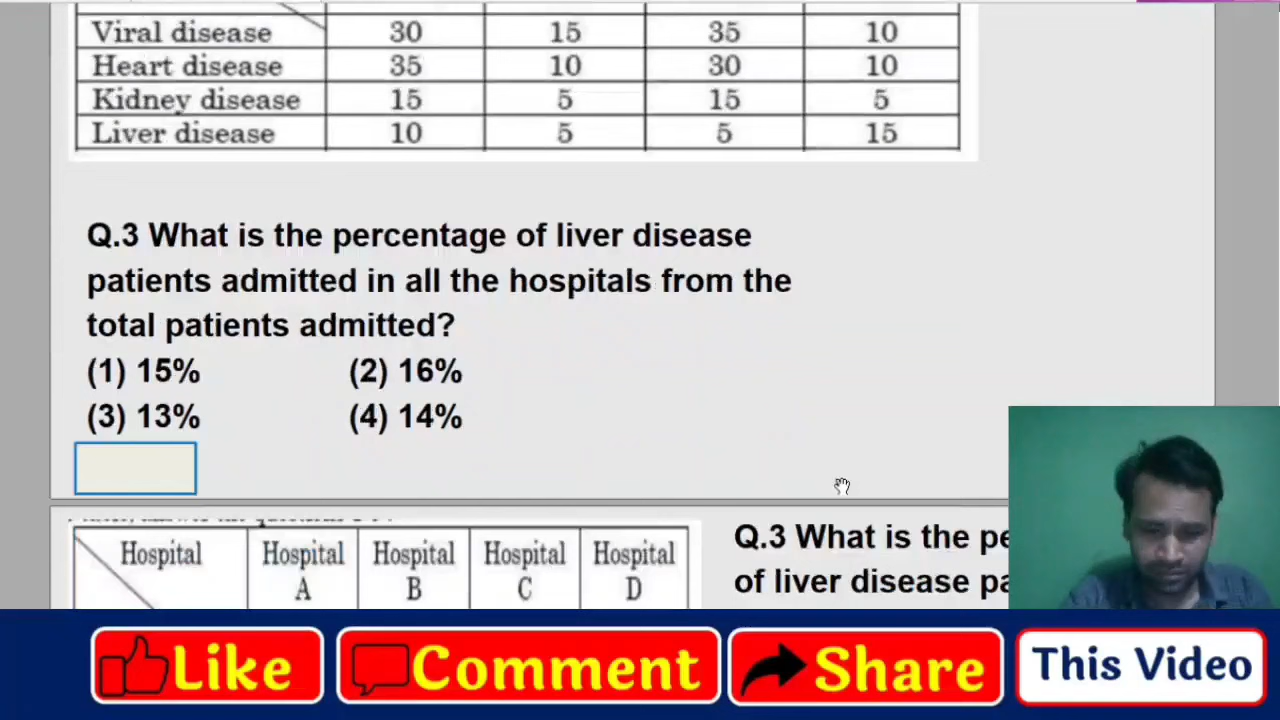 Viral disease 30 15 35 10
Heart disease 35 10 30 10
Kidney disease 15 5 15 5
Liver disease 10 5 5 15
Q.3 What is the percentage of liver disease
patients admitted in all the hospitals from the
total patients admitted?
(1) 15% (2) 16%
(3) 13% (4) 14%
Hospital Hospital Hospital Hospital Hospital
A B C D
Q.3 What is the pe
of liver disease pa
Like Comment Share This Video